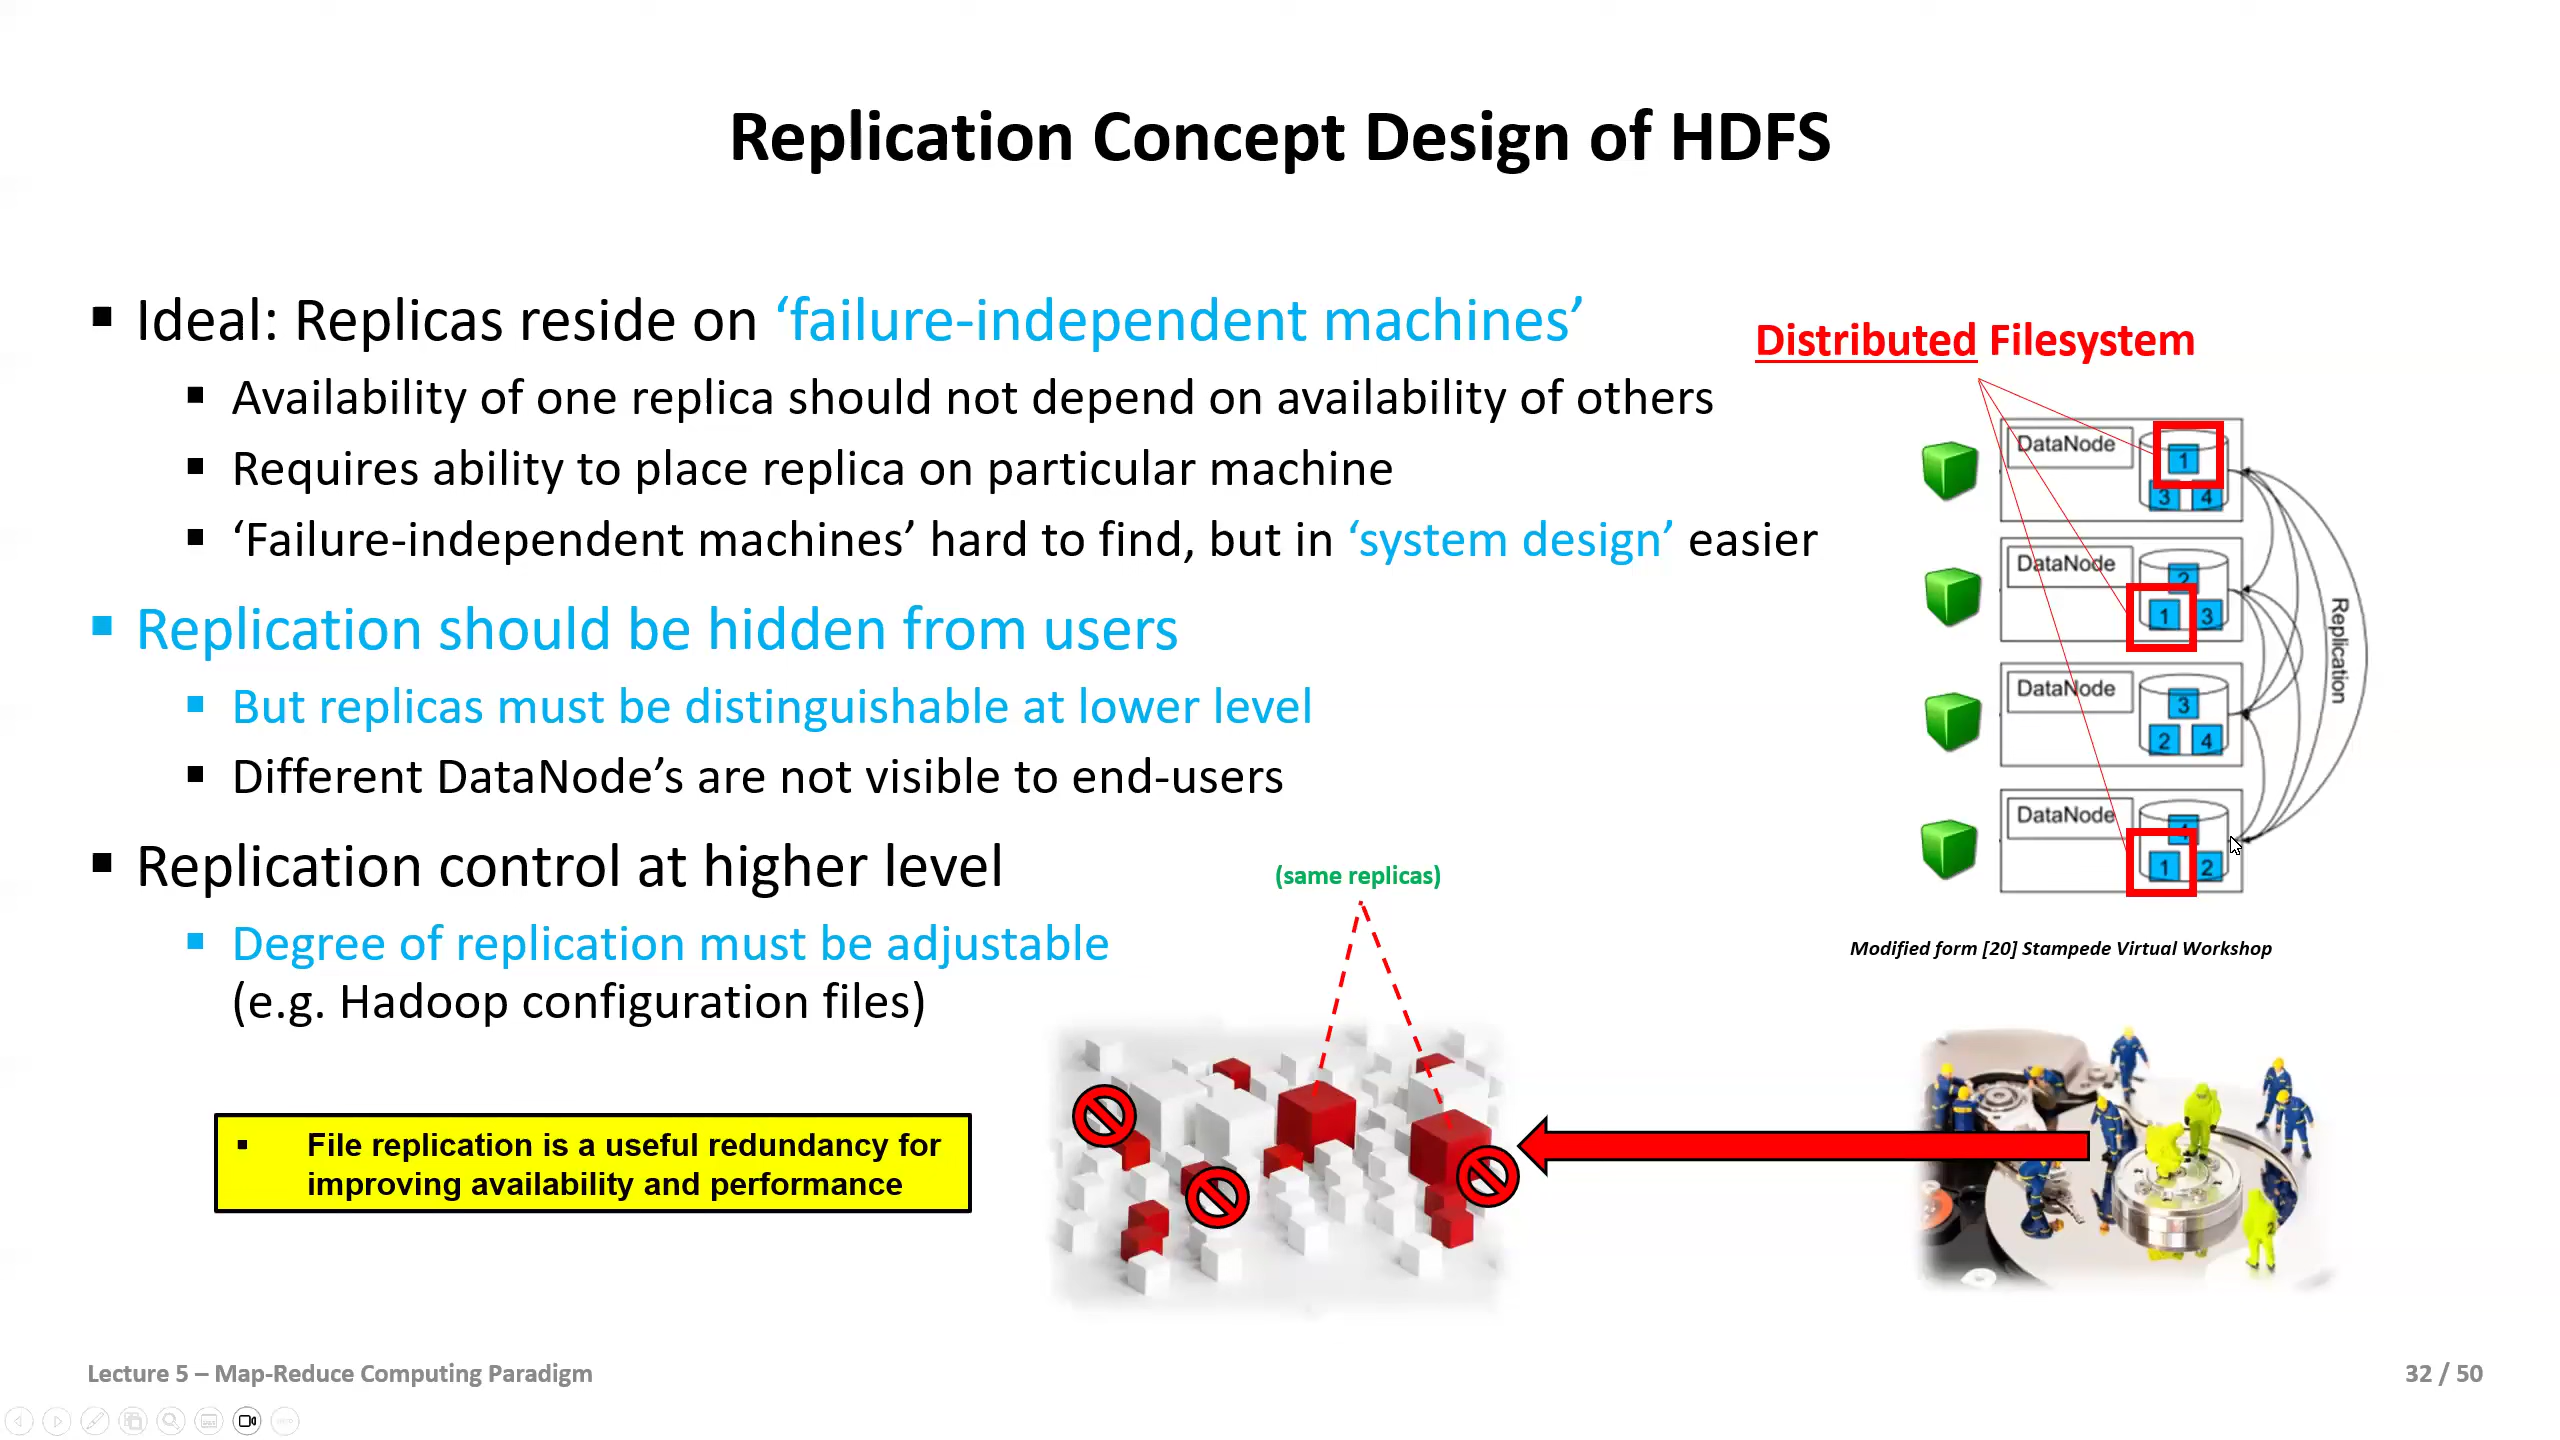 Replication Concept Design of HDFS
Ideal: Replicas reside on ‘failure-independent machines’
Availability of one replica should not depend on availability of others
Requires ability to place replica on particular machine
‘Failure-independent machines’ hard to find, but in ‘system design’ easier
Replication should be hidden from users
But replicas must be distinguishable at lower level
Different DataNode’s are not visible to end-users
Replication control at higher level
Degree of replication must be adjustable
(e.g. Hadoop configuration files)
File replication is a useful redundancy for
improving availability and performance
(same replicas)
Distributed Filesystem
DataNode
1
3 4
DataNode
2
1 3
DataNode
3
2 4
DataNode
1 2
Replication
Modified form [20] Stampede Virtual Workshop
Lecture 5 – Map-Reduce Computing Paradigm
32 / 50